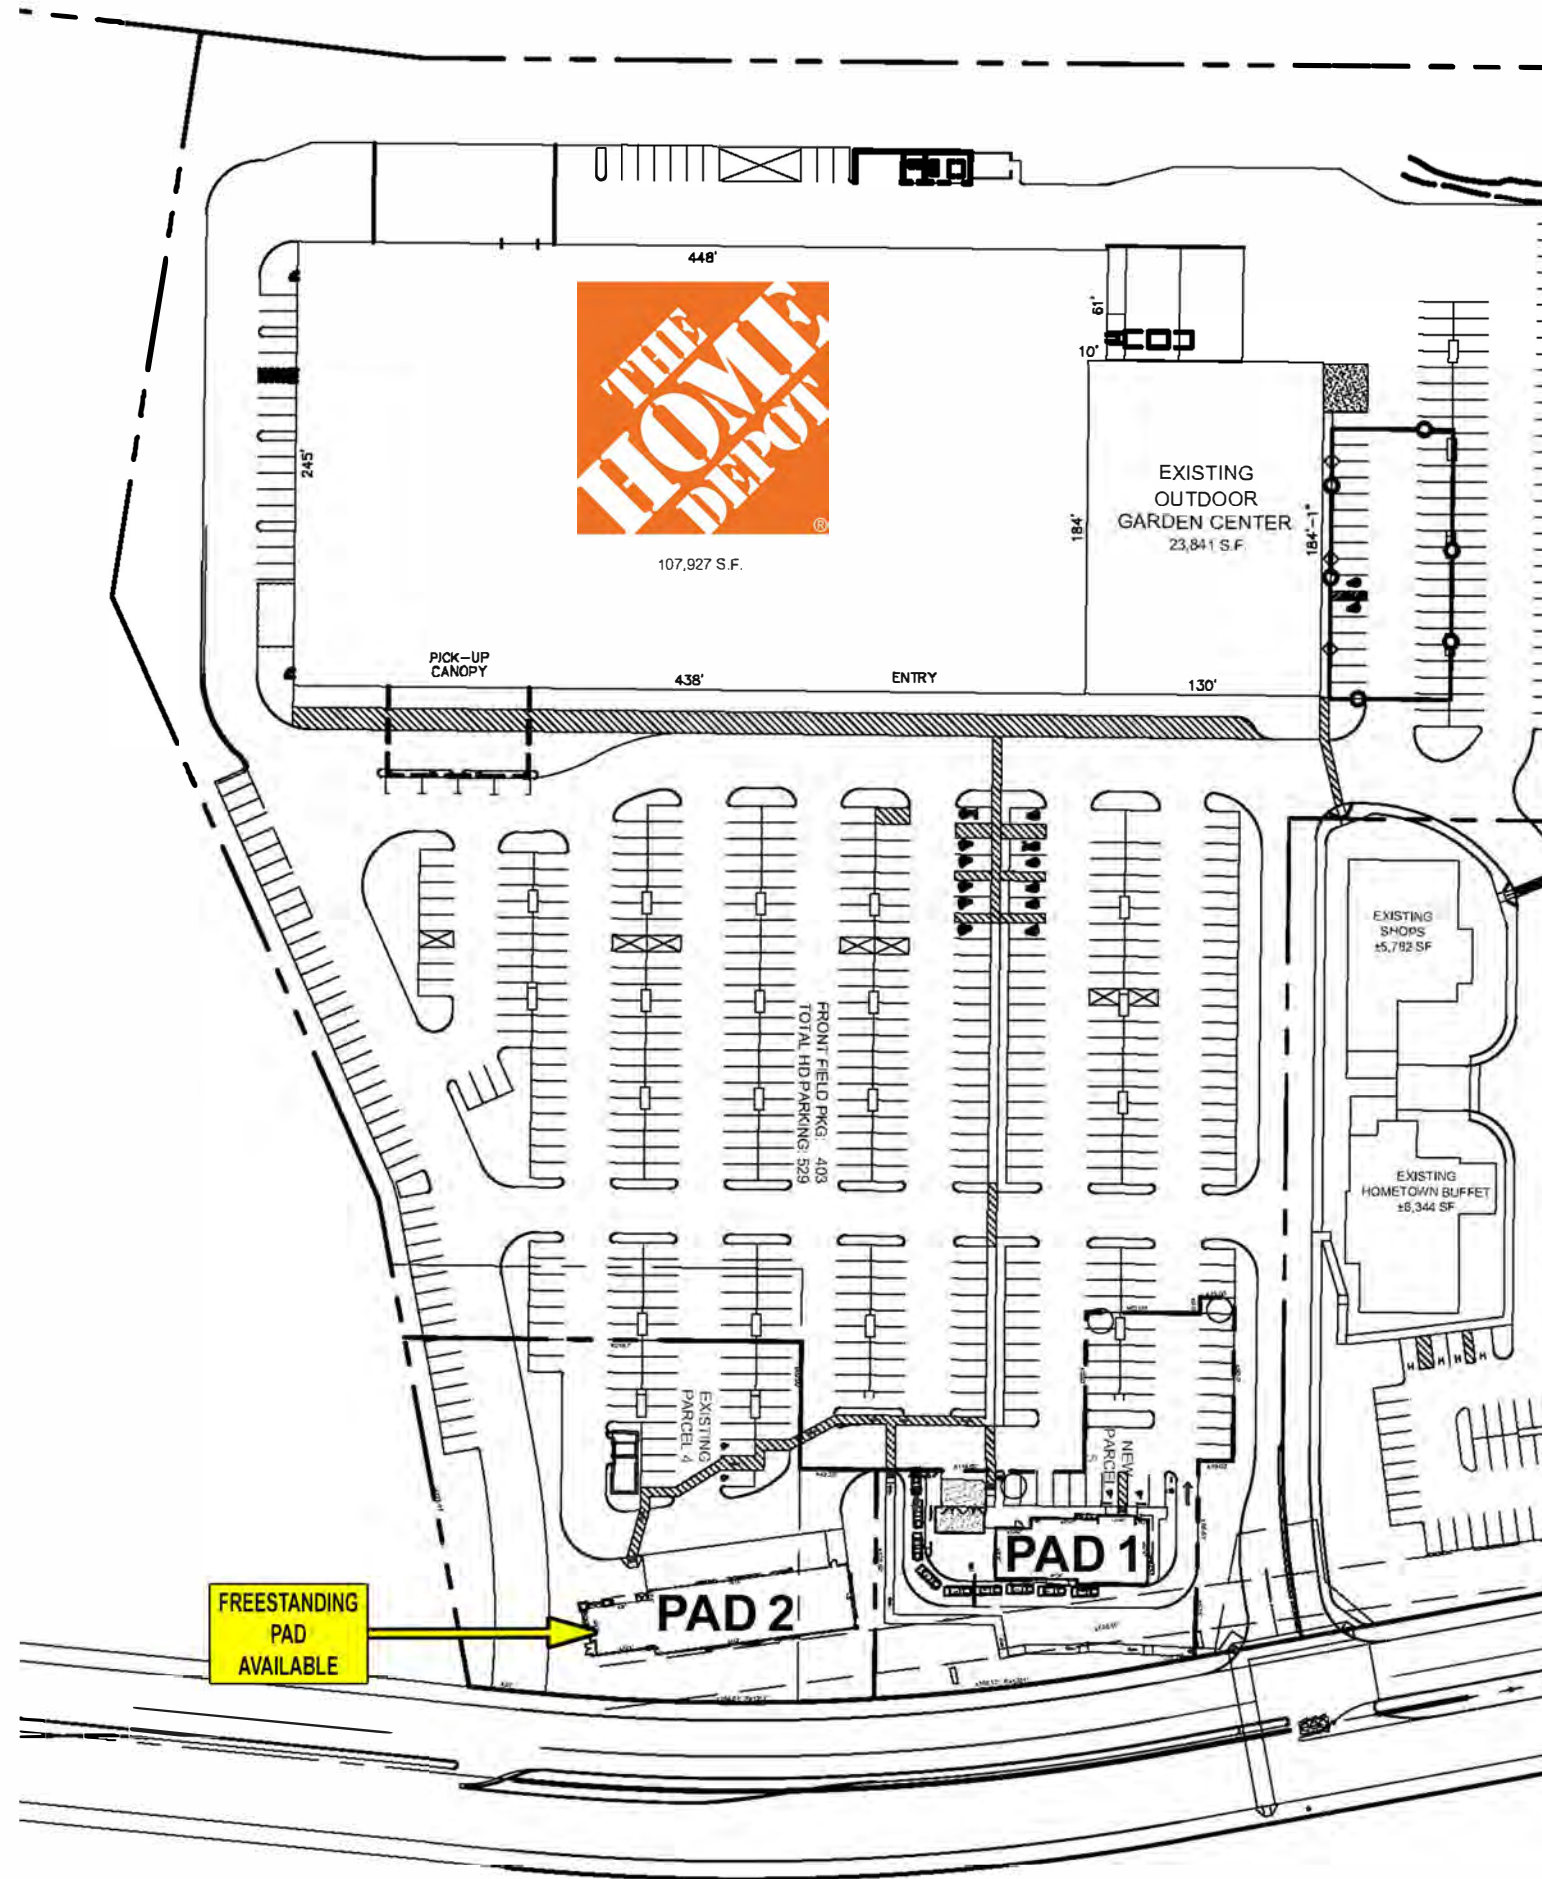 448'
THE
HOME
DEPOT
®
107,927 S.F.
245'
61'
10'
184'
EXISTING
OUTDOOR
GARDEN CENTER
23,841 S.F.
184'-1"
PICK-UP
CANOPY
438'
ENTRY
130'
EXISTING
SHOPS
±5,782 SF
FRONT FIELD PKG: 403
TOTAL HD PARKING: 529
EXISTING
HOMETOWN BUFFET
±8,344 SF
EXISTING
PARCEL 4
NEW
PARCEL
5
PAD 1
PAD 2
FREESTANDING
PAD
AVAILABLE